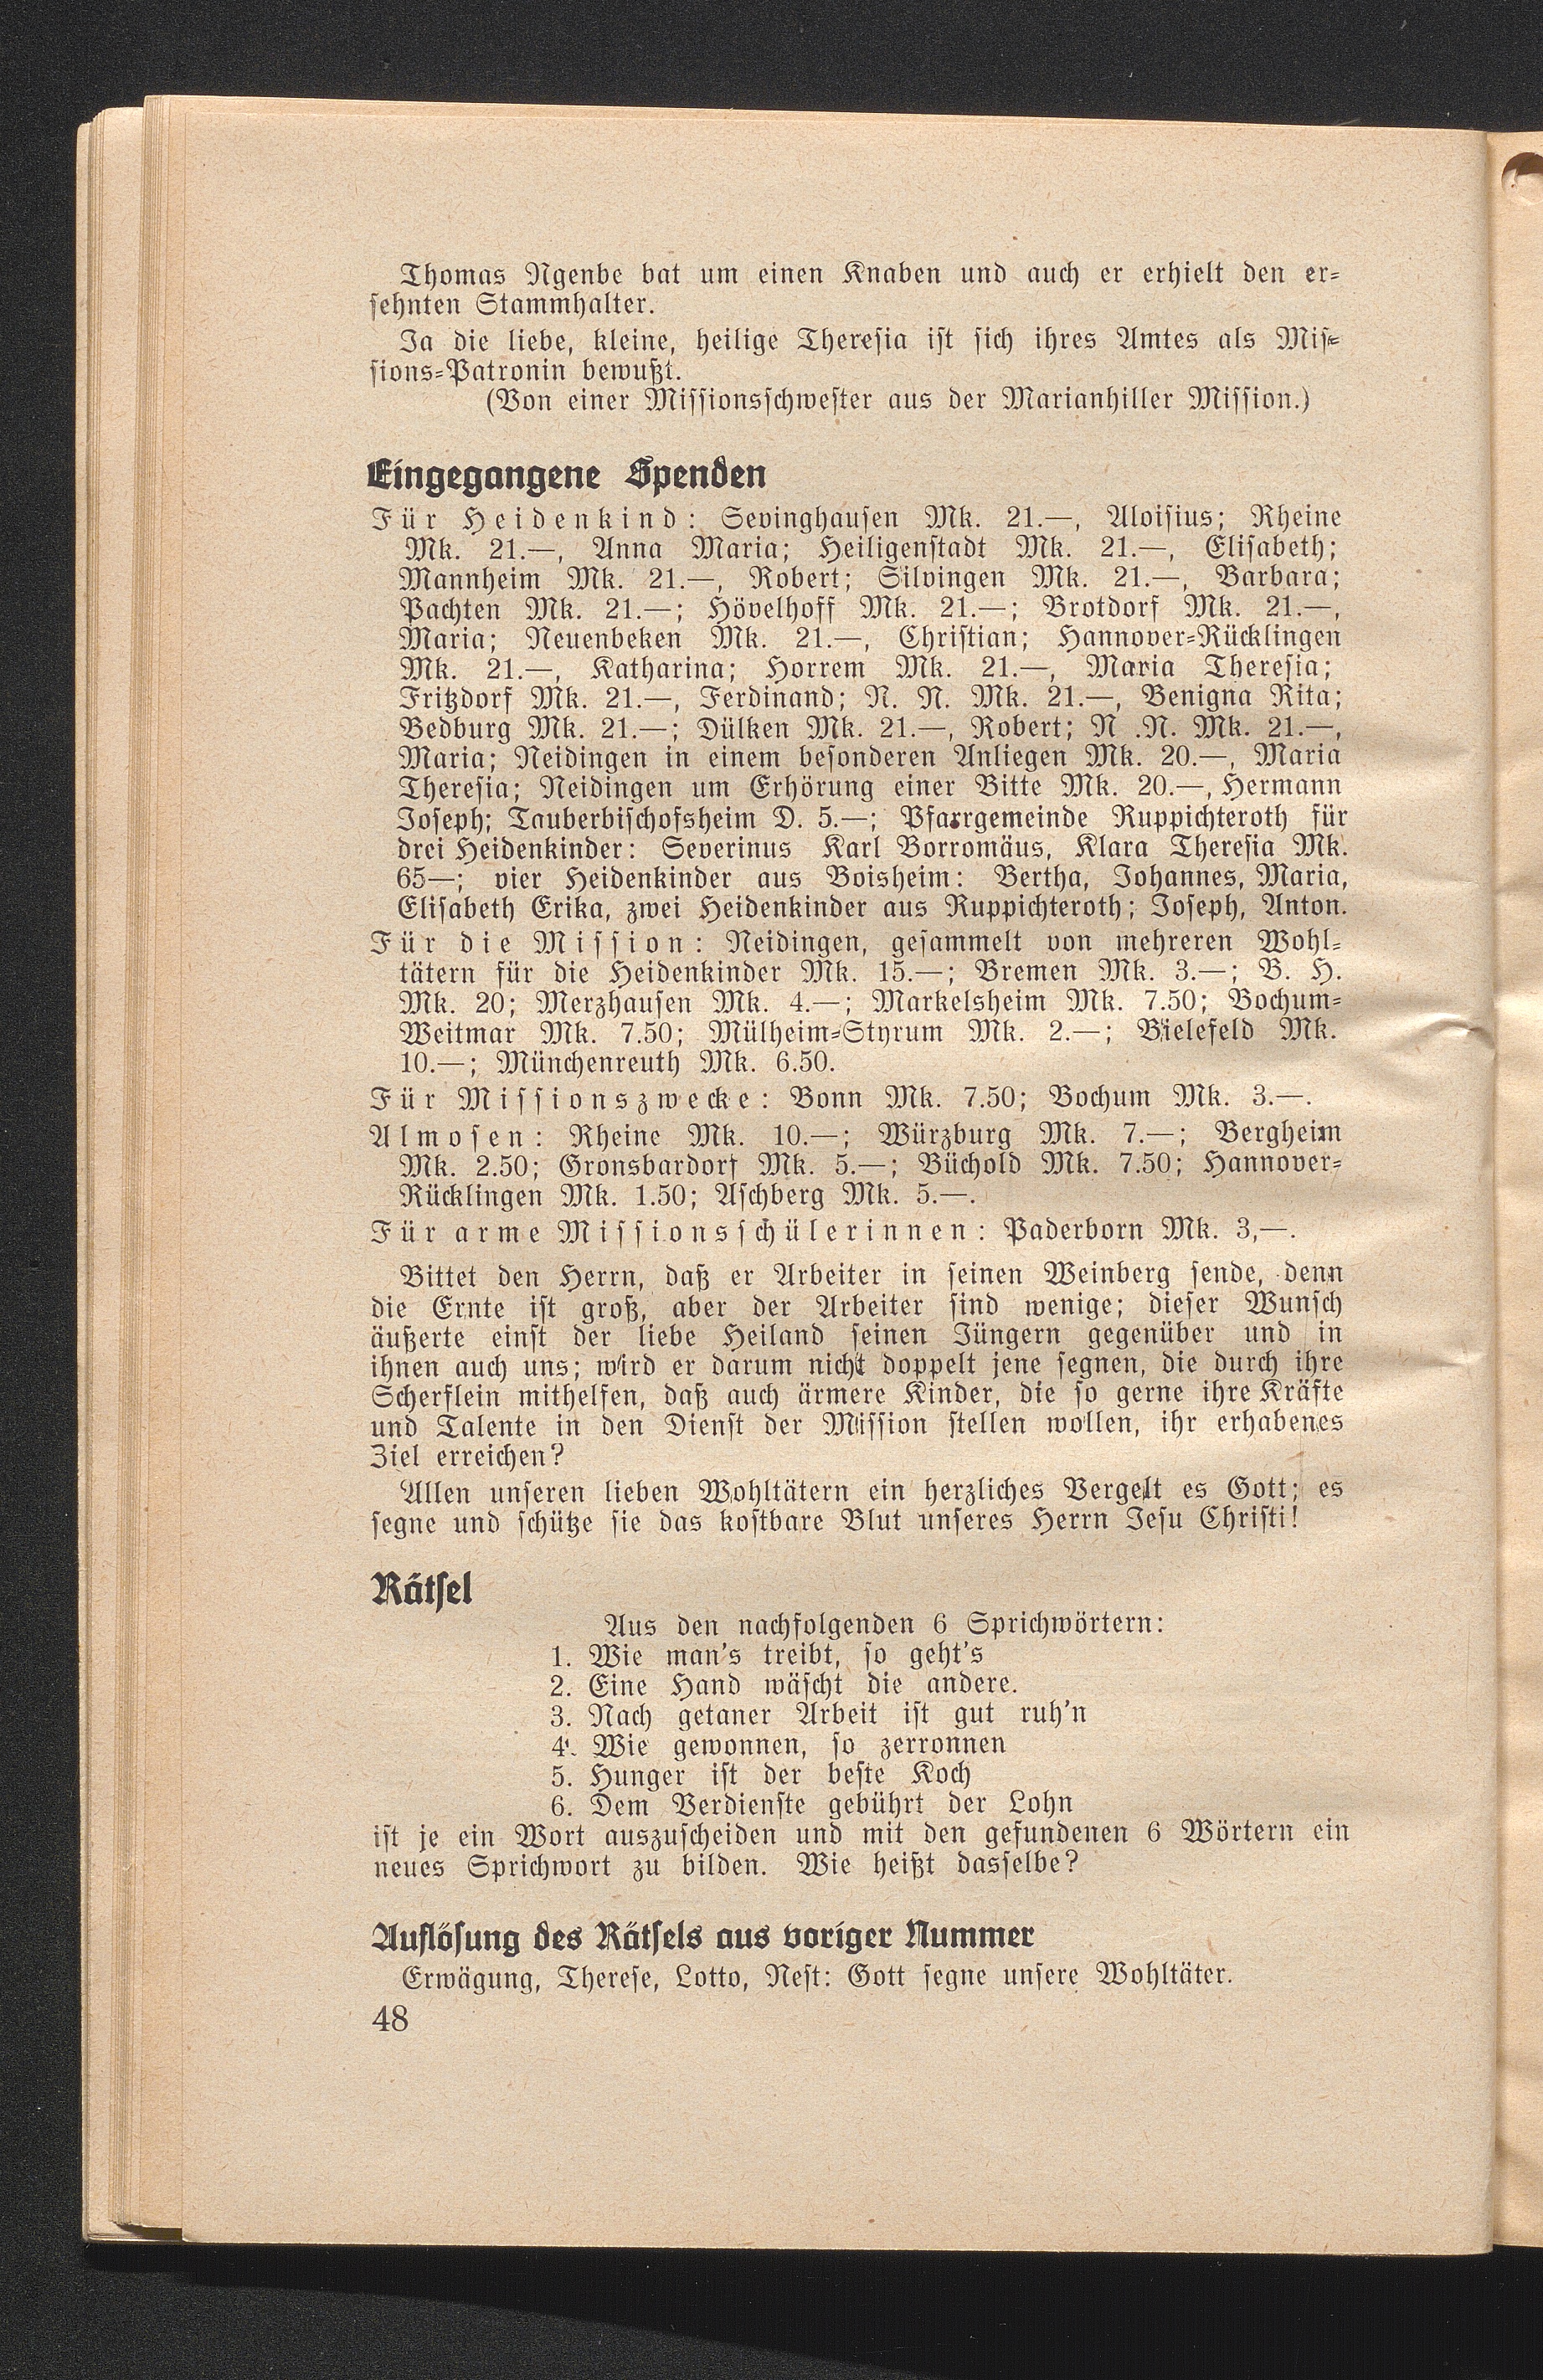 Thomas Ngenbe bat um einen Knaben und auch er erhielt den er-
sehnten Stammhalter.
Ja die liebe, kleine, heilige Theresia ist sich ihres Amtes als Mis-
sions-Patronin bewußt.
(Von einer Missionsschwester aus der Marianhiller Mission.)
Eingegangene Spenden
Für Heidenkind: Sevinghausen Mk. 21.—, Aloisius; Rheine
Mk. 21.—, Anna Maria; Heiligenstadt Mk. 21.—, Elisabeth;
Mannheim Mk. 21.—, Robert; Silvingen Mk. 21.—, Barbara;
Pachten Mk. 21.—; Hövelhoff Mk. 21.—; Brotdorf Mk. 21.—,
Maria; Neuenbeken Mk. 21.—, Christian; Hannover-Rücklingen
Mk. 21.—, Katharina; Horrem Mk. 21.—, Maria Theresia;
Fritzdorf Mk. 21.—, Ferdinand; N. N. Mk. 21.—, Benigna Rita;
Bedburg Mk. 21.—; Dülken Mk. 21.—, Robert; N .N. Mk. 21.—,
Maria; Neidingen in einem besonderen Anliegen Mk. 20.—, Maria
Theresia; Neidingen um Erhörung einer Bitte Mk. 20.—, Hermann
Joseph; Tauberbischofsheim D. 5.—; Pfarrgemeinde Ruppichteroth für
drei Heidenkinder: Severinus Karl Borromäus, Klara Theresia Mk.
65—; vier Heidenkinder aus Boisheim: Bertha, Johannes, Maria,
Elisabeth Erika, zwei Heidenkinder aus Ruppichteroth; Joseph, Anton.
Für die Mission: Neidingen, gesammelt von mehreren Wohl-
tätern für die Heidenkinder Mk. 15.—; Bremen Mk. 3.—; B. H.
Mk. 20; Merzhausen Mk. 4.—; Markelsheim Mk. 7.50; Bochum-
Weitmar Mk. 7.50; Mülheim-Styrum Mk. 2.—; Bielefeld Mk.
10.—; Münchenreuth Mk. 6.50.
Für Missionszwecke: Bonn Mk. 7.50; Bochum Mk. 3.—.
Almosen: Rheine Mk. 10.—; Würzburg Mk. 7.—; Bergheim
Mk. 2.50; Gronsbardorf Mk. 5.—; Büchold Mk. 7.50; Hannover-
Rücklingen Mk. 1.50; Aschberg Mk. 5.—.
Für arme Missionsschülerinnen: Paderborn Mk. 3,—.
Bittet den Herrn, daß er Arbeiter in seinen Weinberg sende, denn
die Ernte ist groß, aber der Arbeiter sind wenige; dieser Wunsch
äußerte einst der liebe Heiland seinen Jüngern gegenüber und in
ihnen auch uns; wird er darum nicht doppelt jene segnen, die durch ihre
Scherflein mithelfen, daß auch ärmere Kinder, die so gerne ihre Kräfte
und Talente in den Dienst der Mission stellen wollen, ihr erhabenes
Ziel erreichen?
Allen unseren lieben Wohltätern ein herzliches Vergelt es Gott; es
segne und schütze sie das kostbare Blut unseres Herrn Jesu Christi!
Rätsel
Aus den nachfolgenden 6 Sprichwörtern:
1. Wie man's treibt, so geht's
2. Eine Hand wäscht die andere.
3. Nach getaner Arbeit ist gut ruh'n
4. Wie gewonnen, so zerronnen
5. Hunger ist der beste Koch
6. Dem Verdienste gebührt der Lohn
ist je ein Wort auszuscheiden und mit den gefundenen 6 Wörtern ein
neues Sprichwort zu bilden. Wie heißt dasselbe?
Auflösung des Rätsels aus voriger Nummer
Erwägung, Therese, Lotto, Nest: Gott segne unsere Wohltäter.
48